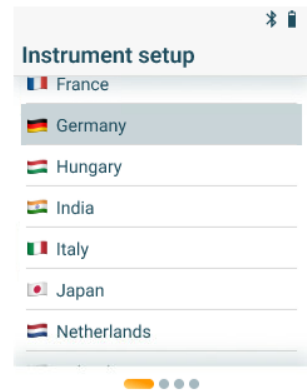 Instrument setup
France
Germany
Hungary
India
Italy
Japan
Netherlands